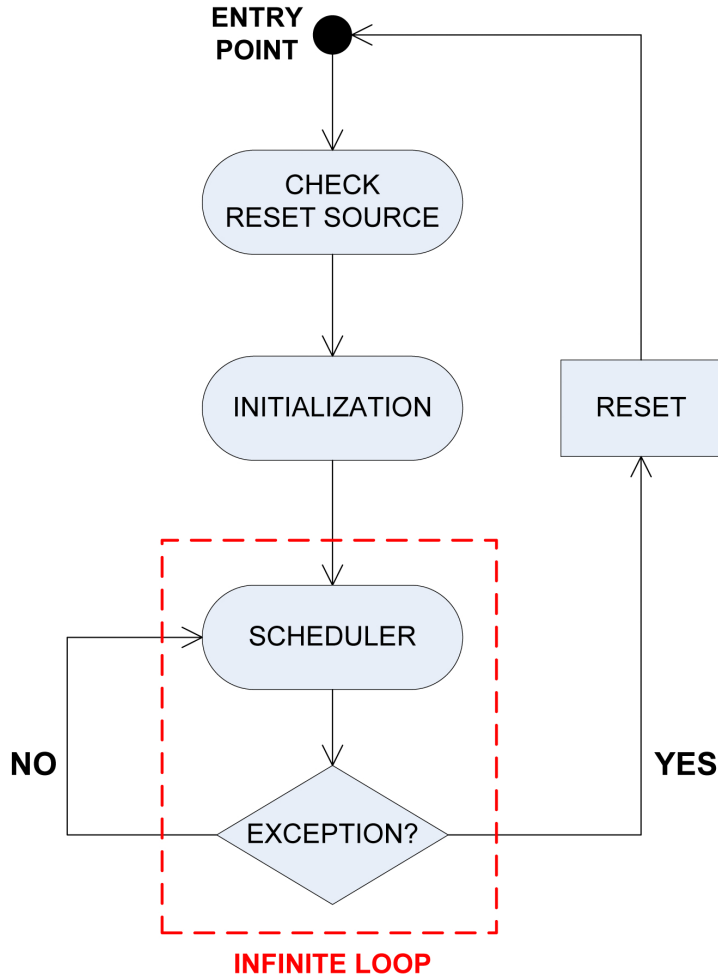 ENTRY
POINT
CHECK
RESET SOURCE
INITIALIZATION
RESET
SCHEDULER
NO
YES
EXCEPTION?
INFINITE LOOP